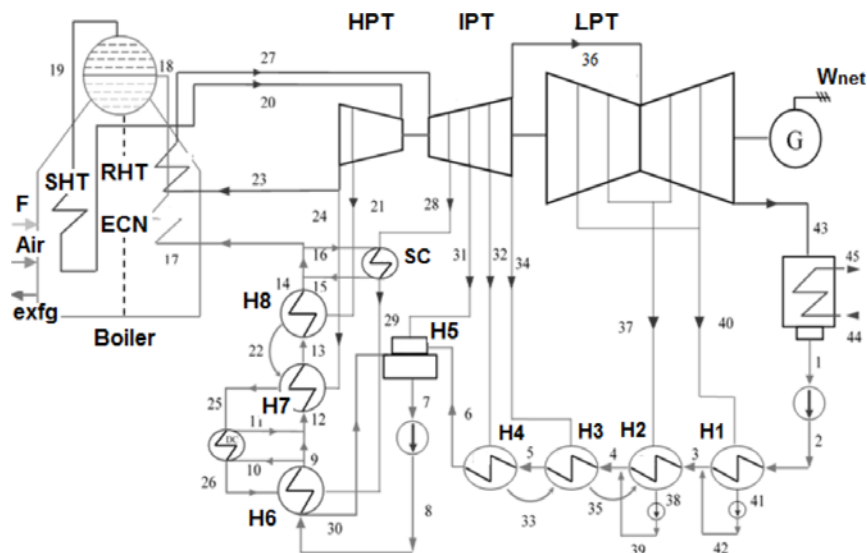 HPT IPT LPT
19 18 27 36
20
Wnet
G
SHT RHT 23 24 21 28
F ECN 31 32 34 43
Air 17 16 SC 45
exfg 14 15
Boiler H8 29 H5 37 40 44
22 13 1
25 H7 12 7 6
11 H4 H3 H2 H1 2
DC 9 5 4 3
10
26 H6 8 38 41
30 33 35
39 42